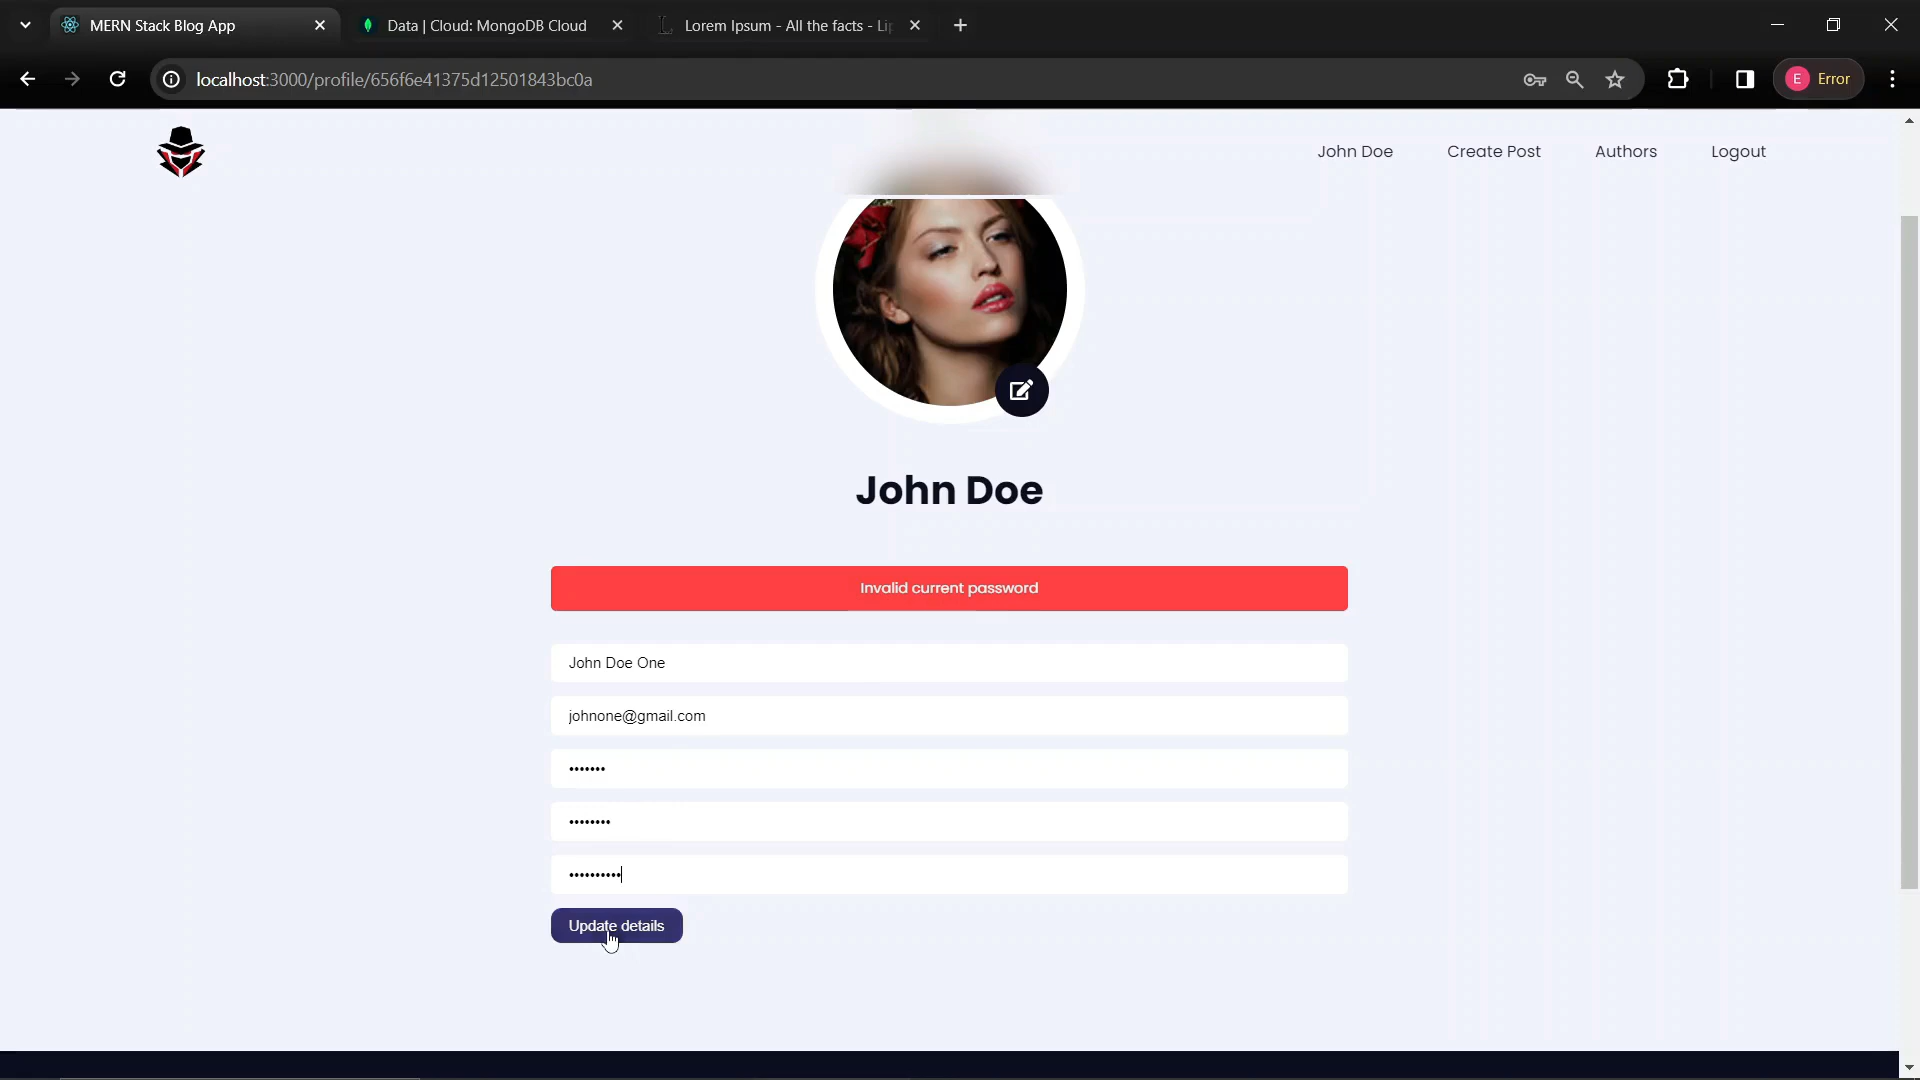 MERN Stack Blog App
Data | Cloud: MongoDB Cloud
Lorem Ipsum - All the facts - Li
localhost:3000/profile/656f6e41375d12501843bc0a
E Error
John Doe
Create Post
Authors
Logout
John Doe
Invalid current password
John Doe One
johnone@gmail.com
•••••••
••••••••
••••••••••
Update details